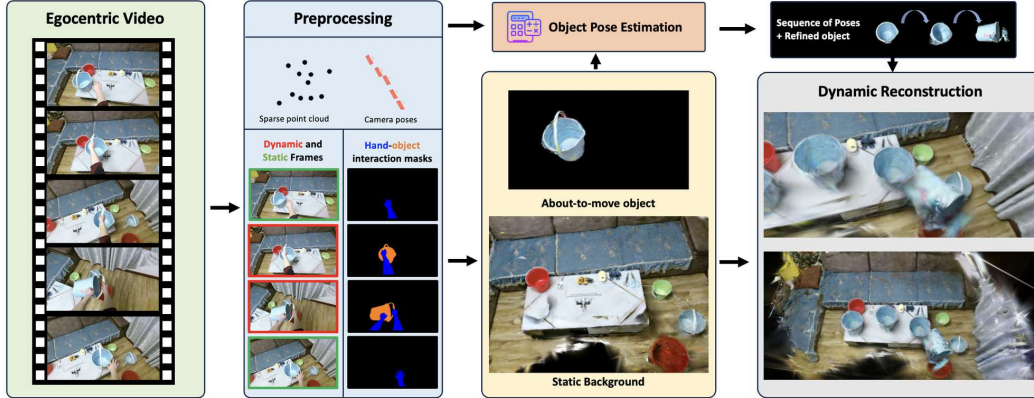 Egocentric Video
Preprocessing
Sparse point cloud
Camera poses
Dynamic and
Static Frames
Hand-object
interaction masks
Object Pose Estimation
About-to-move object
Static Background
Sequence of Poses
+ Refined object
Dynamic Reconstruction